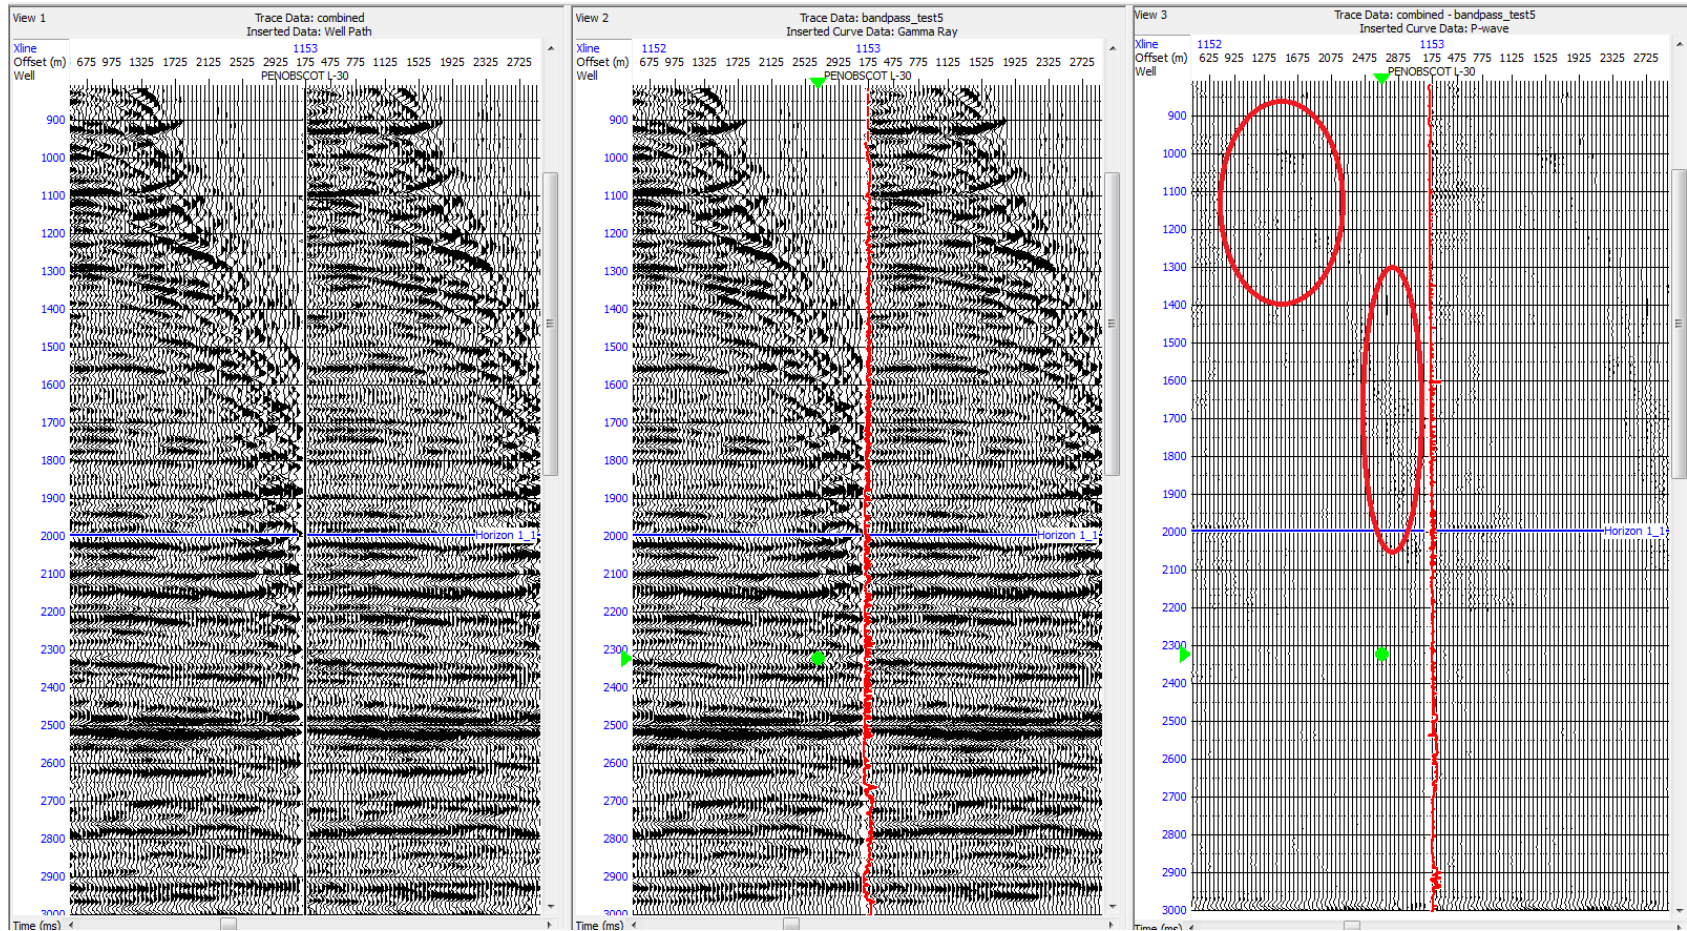 View 1
Trace Data: combined
Inserted Data: Well Path
Xline 1153
Offset (m) 675 975 1325 1725 2125 2525 175 725 1125 1525 1925 2325 2725
Well PENOBSCOT L-30
900
1000
1100
1200
1300
1400
1500
1600
1700
1800
1900
2000 Horizon 1_1
2100
2200
2300
2400
2500
2600
2700
2800
2900
3000
Time (ms)
View 2
Trace Data: bandpass_test5
Inserted Curve Data: Gamma Ray
Xline 1152 1153
Offset (m) 675 975 1325 1725 2125 2525 2925 475 725 1125 1525 1925 2325 2725
Well PENOBSCOT L-30
900
1000
1100
1200
1300
1400
1500
1600
1700
1800
1900
2000 Horizon 1_1
2100
2200
2300
2400
2500
2600
2700
2800
2900
3000
Time (ms)
View 3
Trace Data: combined - bandpass_test5
Inserted Curve Data: P-wave
Xline 1152 1153
Offset (m) 625 925 1275 1675 2075 2475 2875 475 775 1125 1525 1925 2325 2725
Well PENOBSCOT L-30
900
1000
1100
1200
1300
1400
1500
1600
1700
1800
1900
2000 Horizon 1_1
2100
2200
2300
2400
2500
2600
2700
2800
2900
3000
Time (ms)